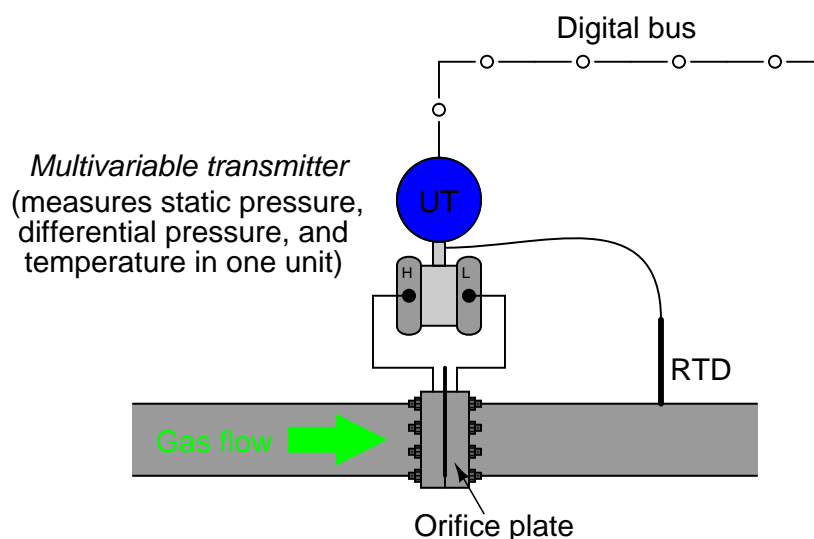 Digital bus
Multivariable transmitter
(measures static pressure,
differential pressure, and
temperature in one unit)
UT
H
L
RTD
Gas flow
Orifice plate